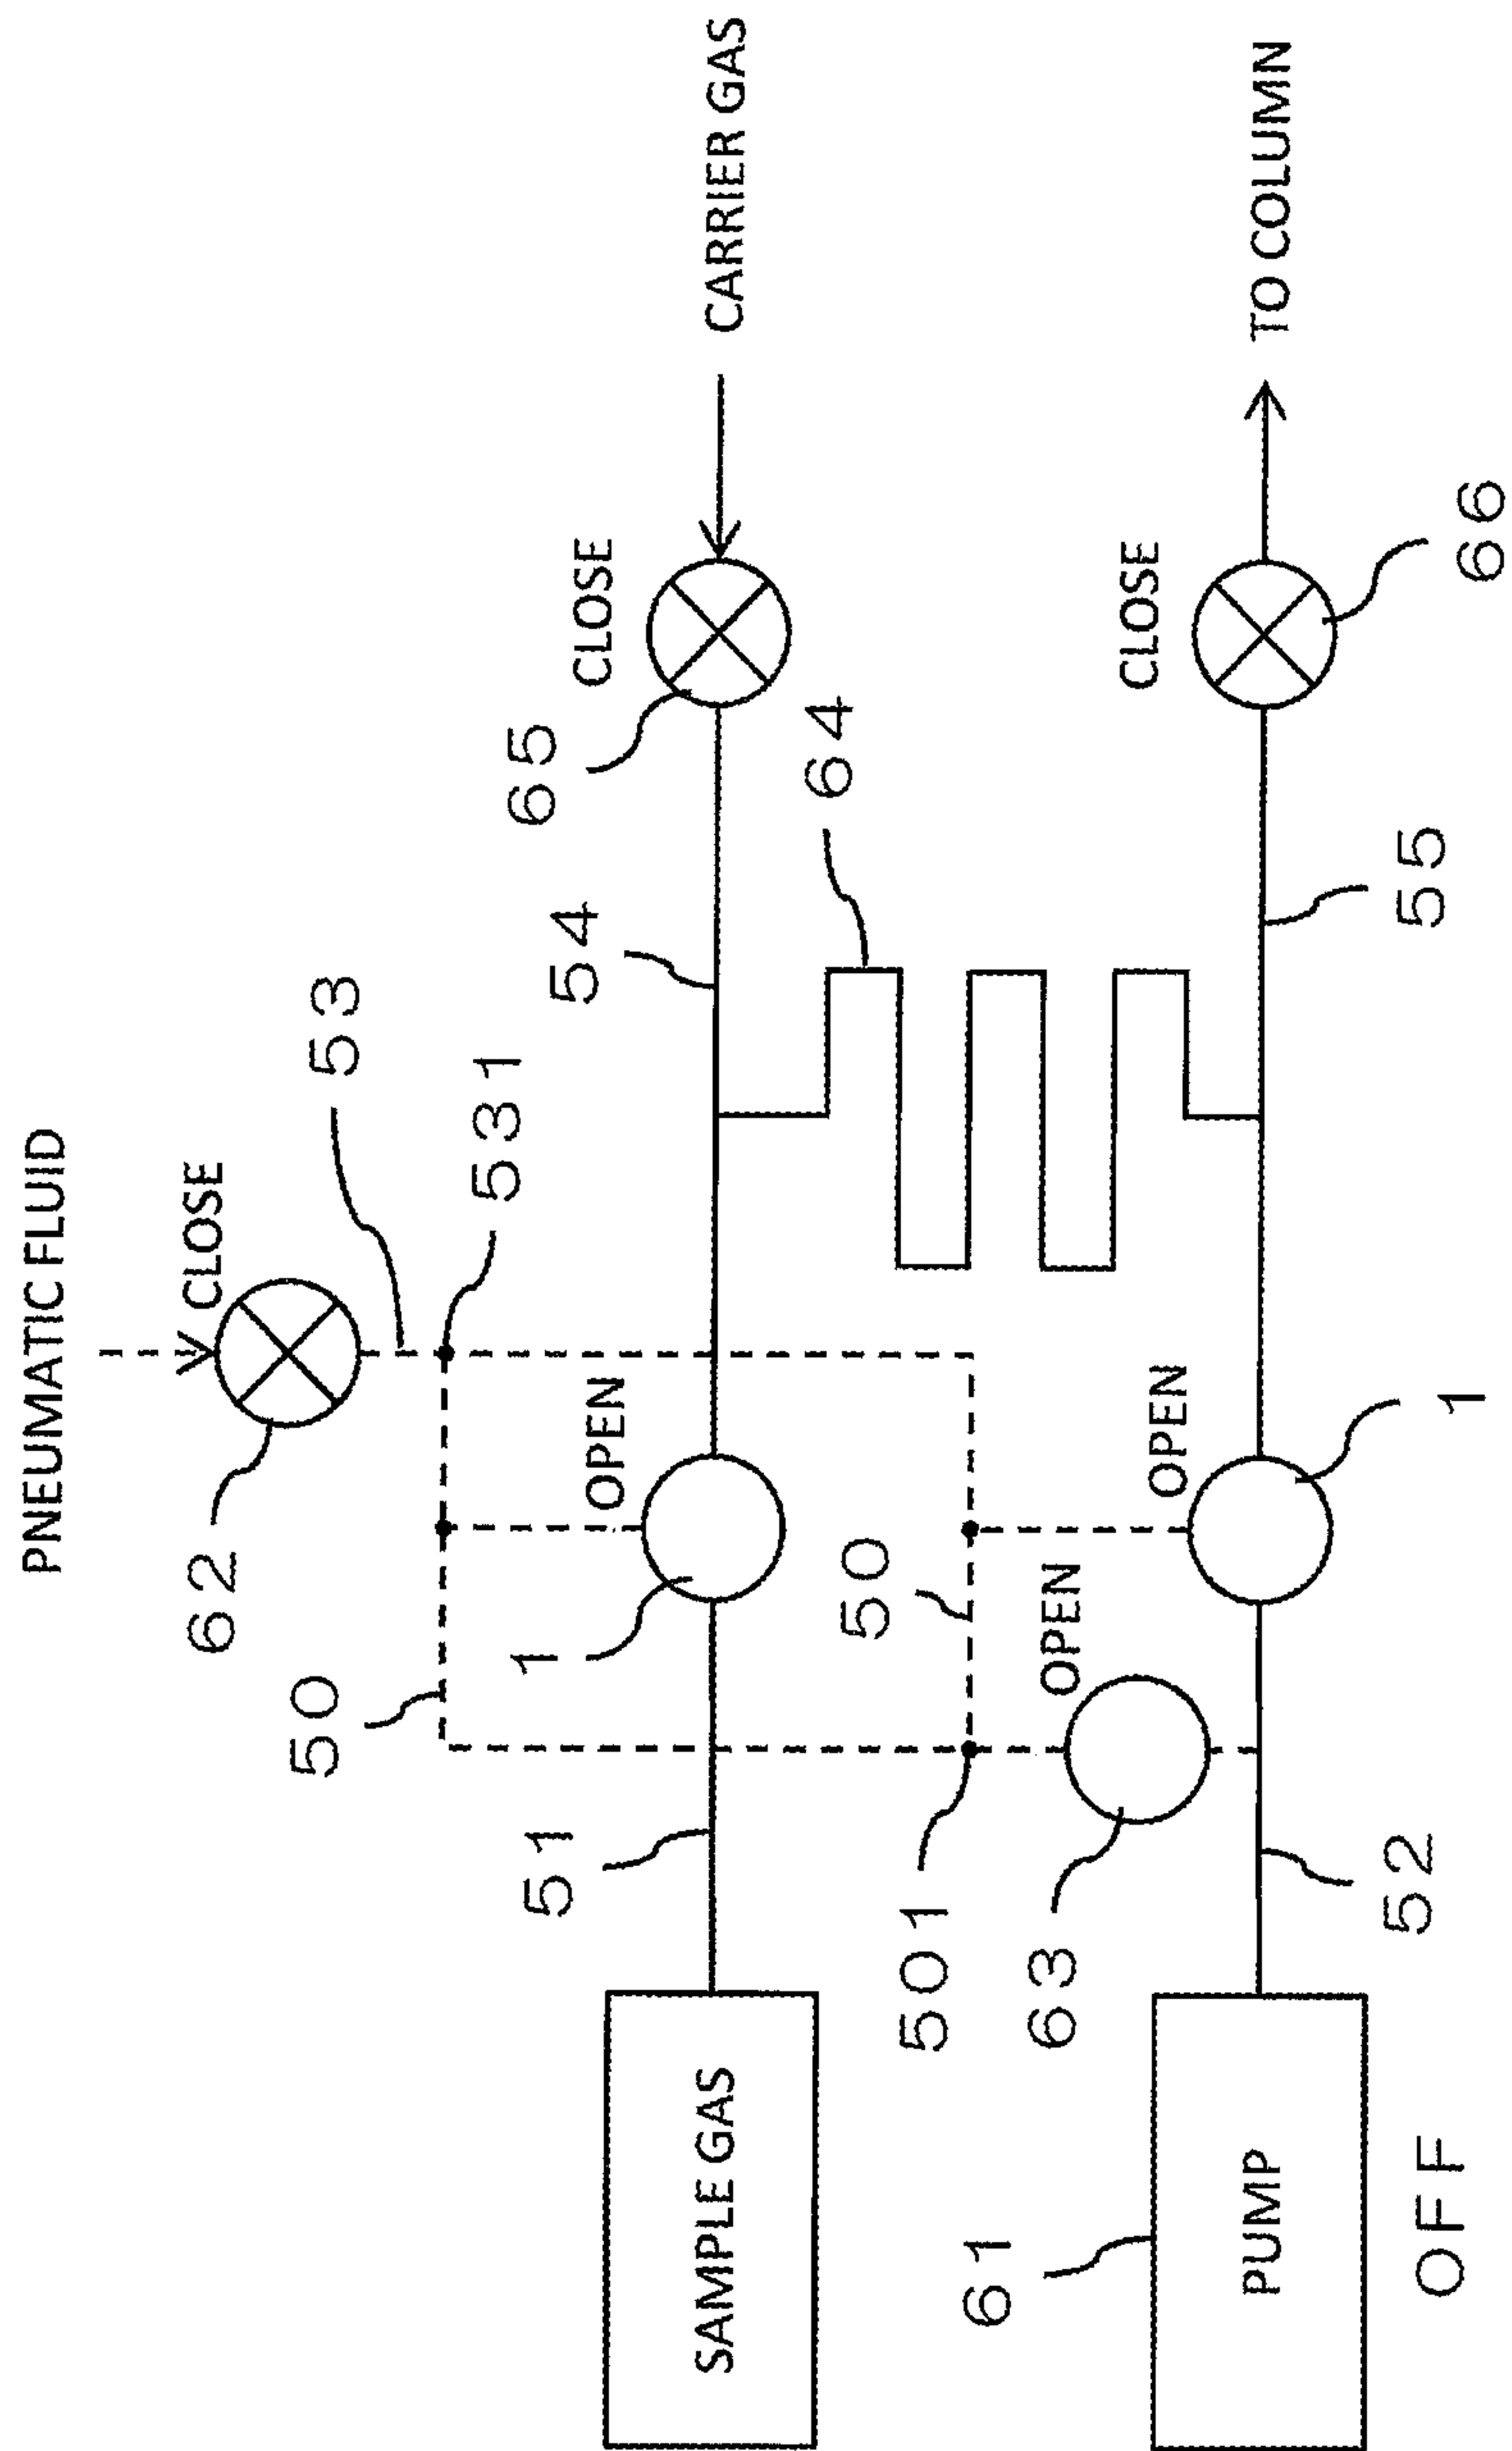 PNEUMATIC FLUID
CLOSE
62
53
50
531
SAMPLE GAS
51
1
OPEN
54
65
CLOSE
CARRIER GAS
64
50
501
63
OPEN
61
PUMP
OFF
52
OPEN
1
55
CLOSE
66
TO COLUMN